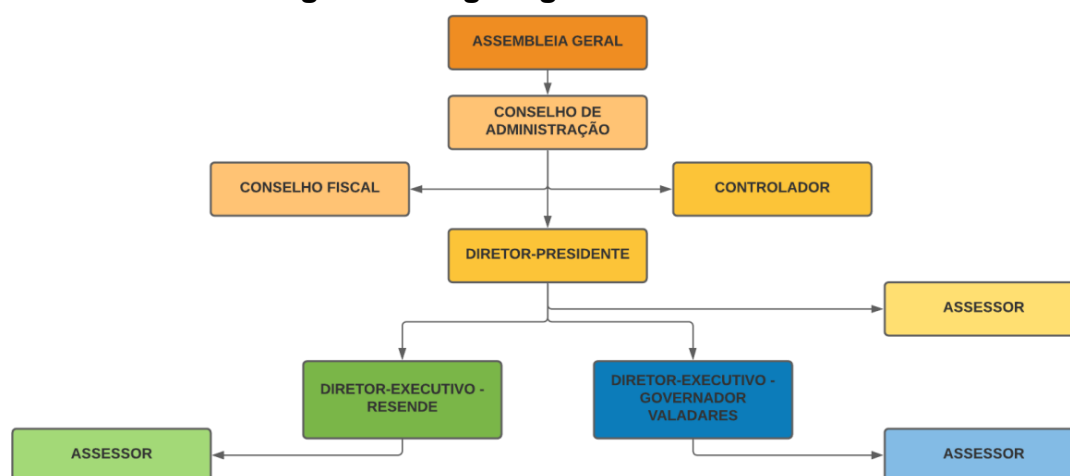 ASSEMBLEIA GERAL
CONSELHO DE
ADMINISTRAÇÃO
CONSELHO FISCAL
CONTROLADOR
DIRETOR-PRESIDENTE
ASSESSOR
DIRETOR-EXECUTIVO -
RESENDE
DIRETOR-EXECUTIVO -
GOVERNADOR
VALADARES
ASSESSOR
ASSESSOR